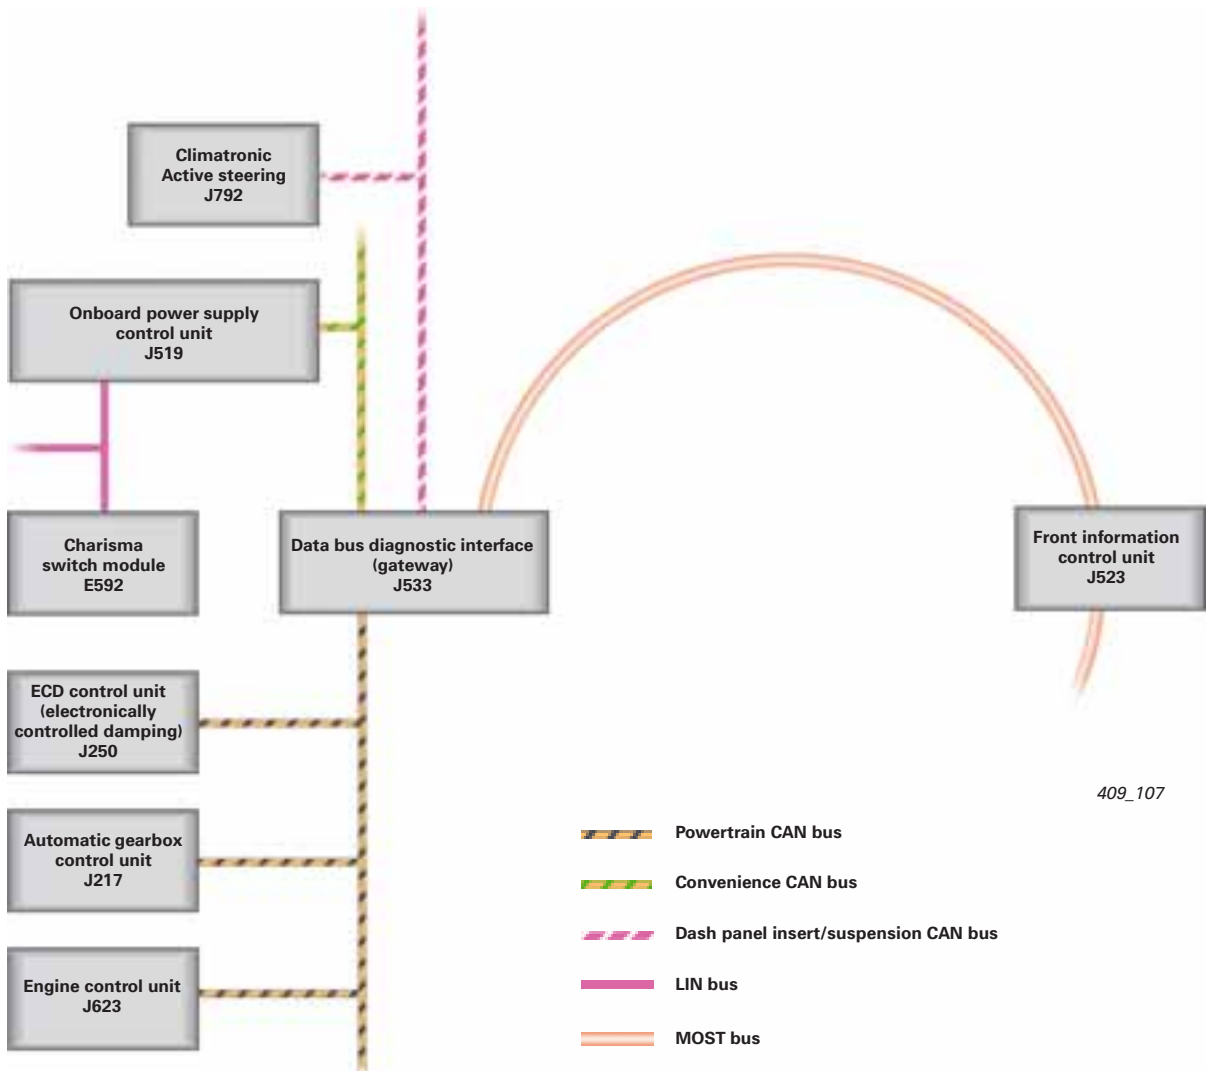 Climatronic
Active steering
J792
Onboard power supply
control unit
J519
Charisma
switch module
E592
Data bus diagnostic interface
(gateway)
J533
Front information
control unit
J523
ECD control unit
(electronically
controlled damping)
J250
Automatic gearbox
control unit
J217
Engine control unit
J623
409_107
Powertrain CAN bus
Convenience CAN bus
Dash panel insert/suspension CAN bus
LIN bus
MOST bus